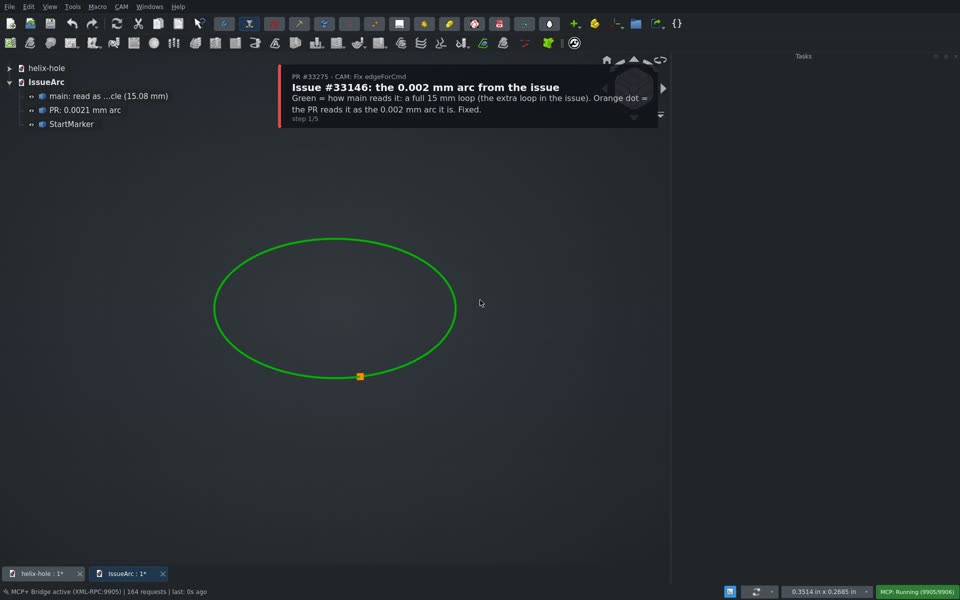 File Edit View Tools Macro CAM Windows Help
Tasks
helix-hole
IssueArc
main: read as ...cle (15.08 mm)
PR: 0.0021 mm arc
StartMarker
PR #33275 - CAM: Fix edgeForCmd
Issue #33146: the 0.002 mm arc from the issue
Green = how main reads it: a full 15 mm loop (the extra loop in the issue). Orange dot =
the PR reads it as the 0.002 mm arc it is. Fixed.
step 1/5
helix-hole : 1*
IssueArc : 1*
MCP+ Bridge active (XML-RPC:9905) | 164 requests | last: 0s ago
0.3514 in x 0.2685 in
MCP: Running (9905/9906)